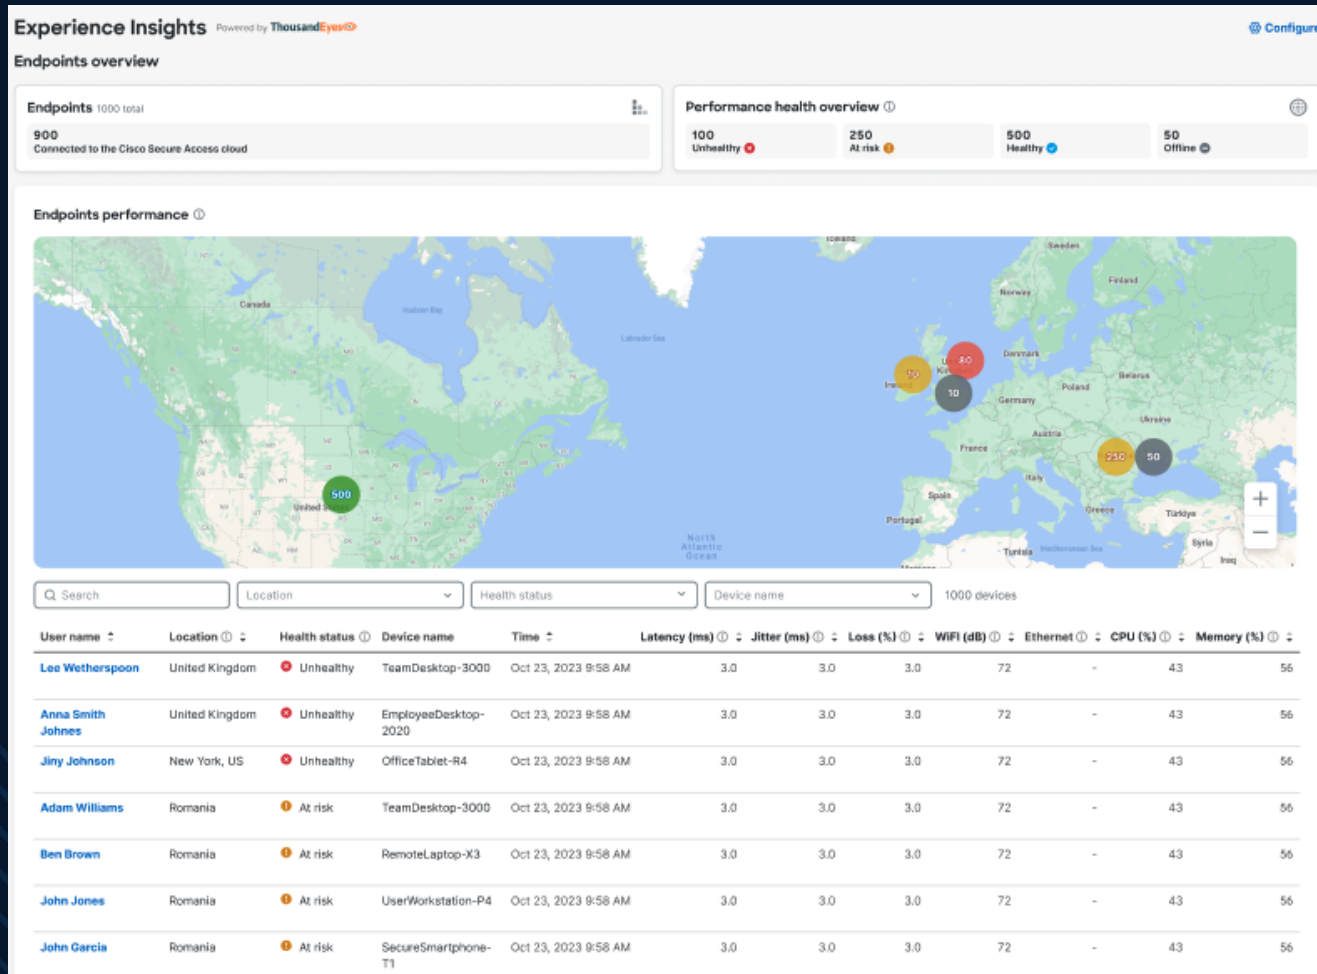 Experience Insights Powered by ThousandEyes
Configure
Endpoints overview
Endpoints 1000 total
900
Connected to the Cisco Secure Access cloud
Performance health overview
100
Unhealthy
250
At risk
500
Healthy
50
Offline
Endpoints performance
Iceland
Sweden
Finland
Norway
Canada
Hudson Bay
Labrador Sea
Denmark
80
Belarus
Poland
10
Germany
Ukraine
Austria
France
250
50
Italy
500
Spain
Greece
Türkiye
Portugal
North
Atlantic
Ocean
Syria
Tunisia
Mediterranean Sea
Iraq
Search
Location
Health status
Device name
1000 devices
User name Location Health status Device name Time Latency (ms) Jitter (ms) Loss (%) WiFI (dB) Ethernet CPU (%) Memory (%)
Lee Wetherspoon United Kingdom Unhealthy TeamDesktop-3000 Oct 23, 2023 9:58 AM 3.0 3.0 3.0 72 - 43 56
Anna Smith United Kingdom Unhealthy EmployeeDesktop- Oct 23, 2023 9:58 AM 3.0 3.0 3.0 72 - 43 56
Johnes 2020
Jiny Johnson New York, US Unhealthy OfficeTablet-R4 Oct 23, 2023 9:58 AM 3.0 3.0 3.0 72 - 43 56
Adam Williams Romania At risk TeamDesktop-3000 Oct 23, 2023 9:58 AM 3.0 3.0 3.0 72 - 43 56
Ben Brown Romania At risk RemoteLaptop-X3 Oct 23, 2023 9:58 AM 3.0 3.0 3.0 72 - 43 56
John Jones Romania At risk UserWorkstation-P4 Oct 23, 2023 9:58 AM 3.0 3.0 3.0 72 - 43 56
John Garcia Romania At risk SecureSmartphone- Oct 23, 2023 9:58 AM 3.0 3.0 3.0 72 - 43 56
T1